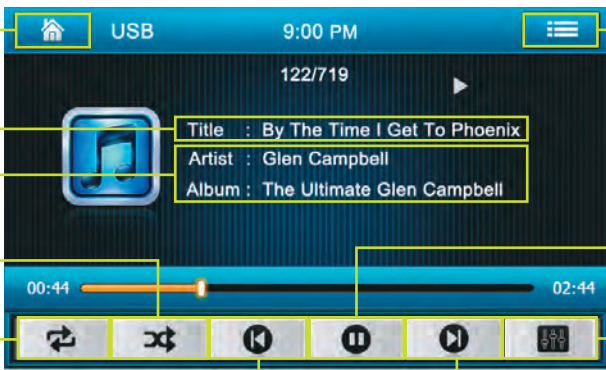 USB 9:00 PM
122/719
Title : By The Time I Get To Phoenix
Artist : Glen Campbell
Album : The Ultimate Glen Campbell
00:44 02:44